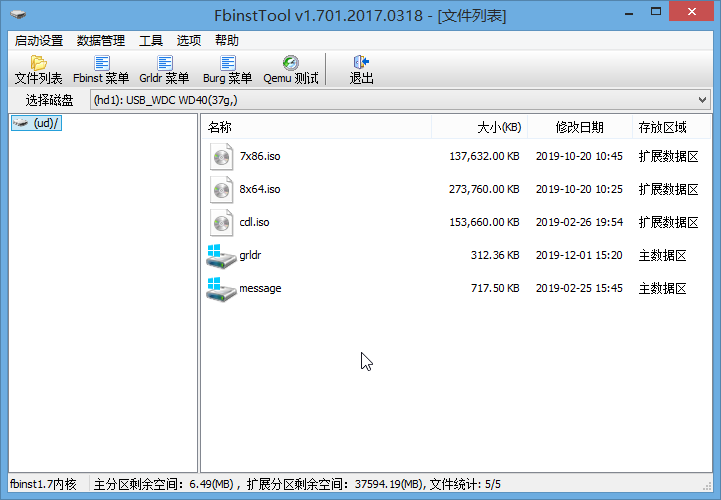 FbinstTool v1.701.2017.0318 - [文件列表]
启动设置 数据管理 工具 选项 帮助
文件列表 Fbinst 菜单 Grldr 菜单 Burg 菜单 Qemu 测试 退出
选择磁盘 (hd1): USB_WDC WD40(37g,)
(ud)/
名称 大小(KB) 修改日期 存放区域
7x86.iso 137,632.00 KB 2019-10-20 10:45 扩展数据区
8x64.iso 273,760.00 KB 2019-10-20 10:25 扩展数据区
cdl.iso 153,660.00 KB 2019-02-26 19:54 扩展数据区
grldr 312.36 KB 2019-12-01 15:20 主数据区
message 717.50 KB 2019-02-25 15:45 主数据区
fbinst1.7内核 主分区剩余空间：6.49(MB) ，扩展分区剩余空间：37594.19(MB), 文件统计: 5/5